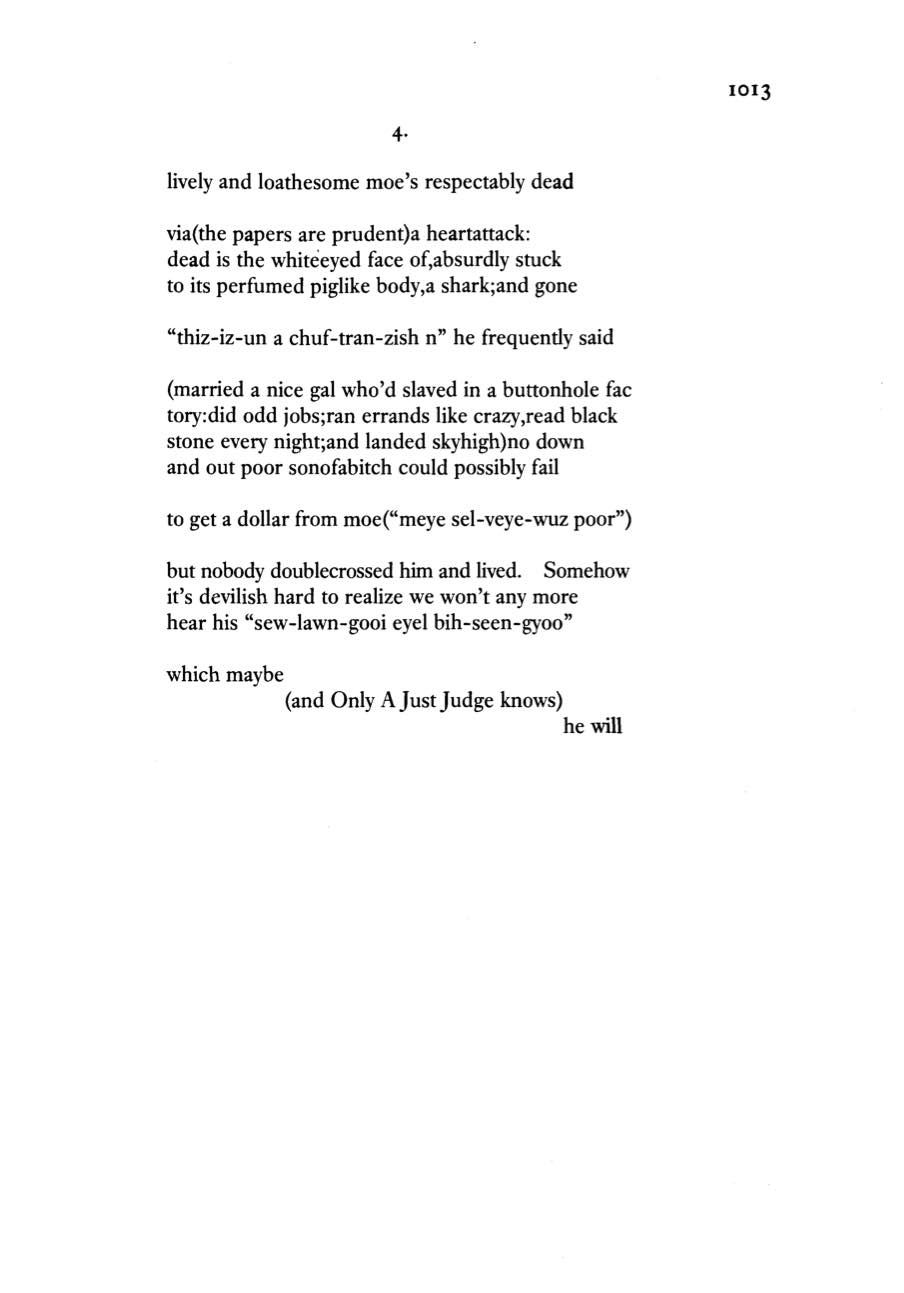 1013
4.
lively and loathesome moe's respectably dead
via(the papers are prudent)a heartattack:
dead is the whiteeyed face of,absurdly stuck
to its perfumed piglike body,a shark;and gone
“thiz-iz-un a chuf-tran-zish n” he frequently said
(married a nice gal who'd slaved in a buttonhole fac
tory:did odd jobs;ran errands like crazy,read black
stone every night;and landed skyhigh)no down
and out poor sonofabitch could possibly fail
to get a dollar from moe(“meye sel-veye-wuz poor”)
but nobody doublecrossed him and lived. Somehow
it's devilish hard to realize we won't any more
hear his “sew-lawn-gooi eyel bih-seen-gyoo”
which maybe
(and Only A Just Judge knows)
he will